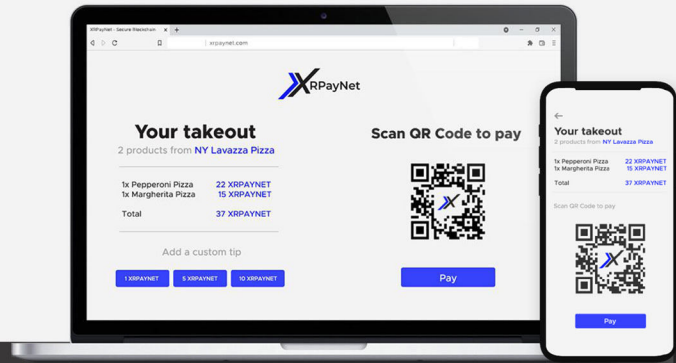 XRPayNet - Secure Blockchain
xrpaynet.com
XRPayNet
Your takeout
2 products from NY Lavazza Pizza
1x Pepperoni Pizza 22 XRPAYNET
1x Margherita Pizza 15 XRPAYNET
Total 37 XRPAYNET
Add a custom tip
1 XRPAYNET 5 XRPAYNET 10 XRPAYNET
Scan QR Code to pay
Pay
Your takeout
2 products from NY Lavazza Pizza
1x Pepperoni Pizza 22 XRPAYNET
1x Margherita Pizza 15 XRPAYNET
Total 37 XRPAYNET
Scan QR Code to pay
Pay